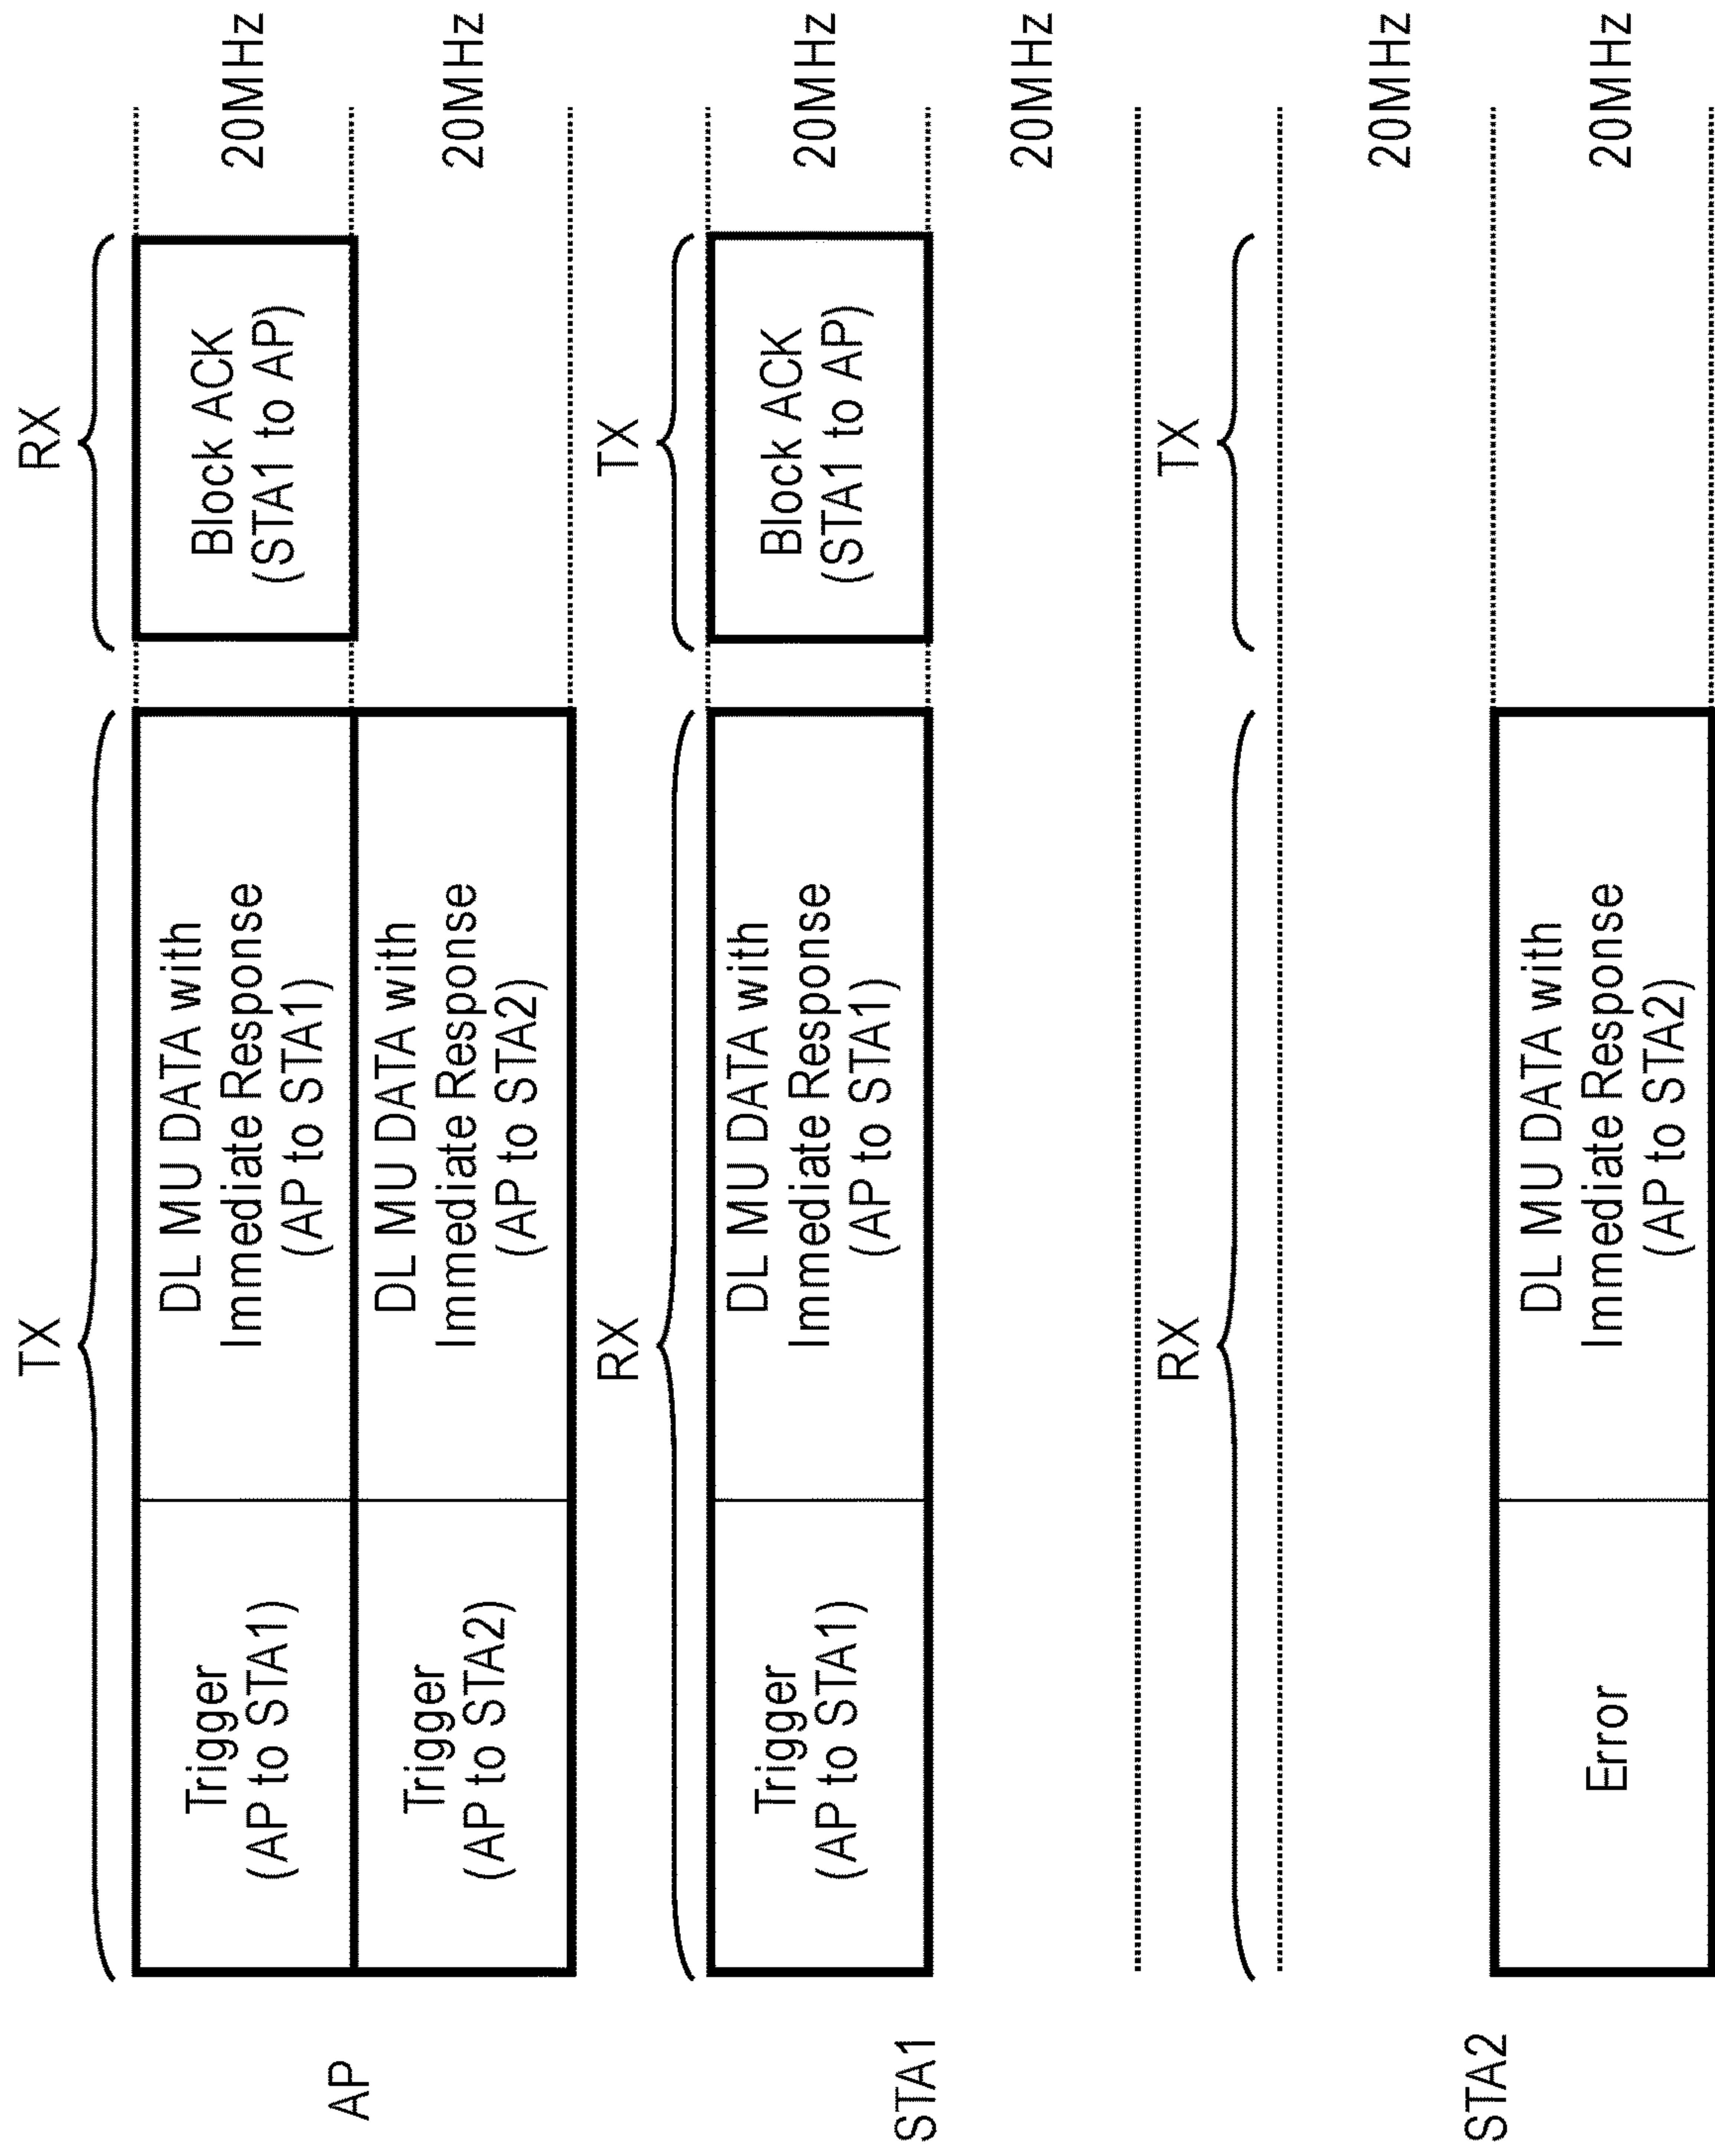 TX
RX
Trigger
(AP to STA1)
DL MU DATA with
Immediate Response
(AP to STA1)
Block ACK
(STA1 to AP)
20MHz
AP
Trigger
(AP to STA2)
DL MU DATA with
Immediate Response
(AP to STA2)
20MHz
RX
TX
Trigger
(AP to STA1)
DL MU DATA with
Immediate Response
(AP to STA1)
Block ACK
(STA1 to AP)
20MHz
STA1
20MHz
RX
TX
20MHz
STA2
Error
DL MU DATA with
Immediate Response
(AP to STA2)
20MHz